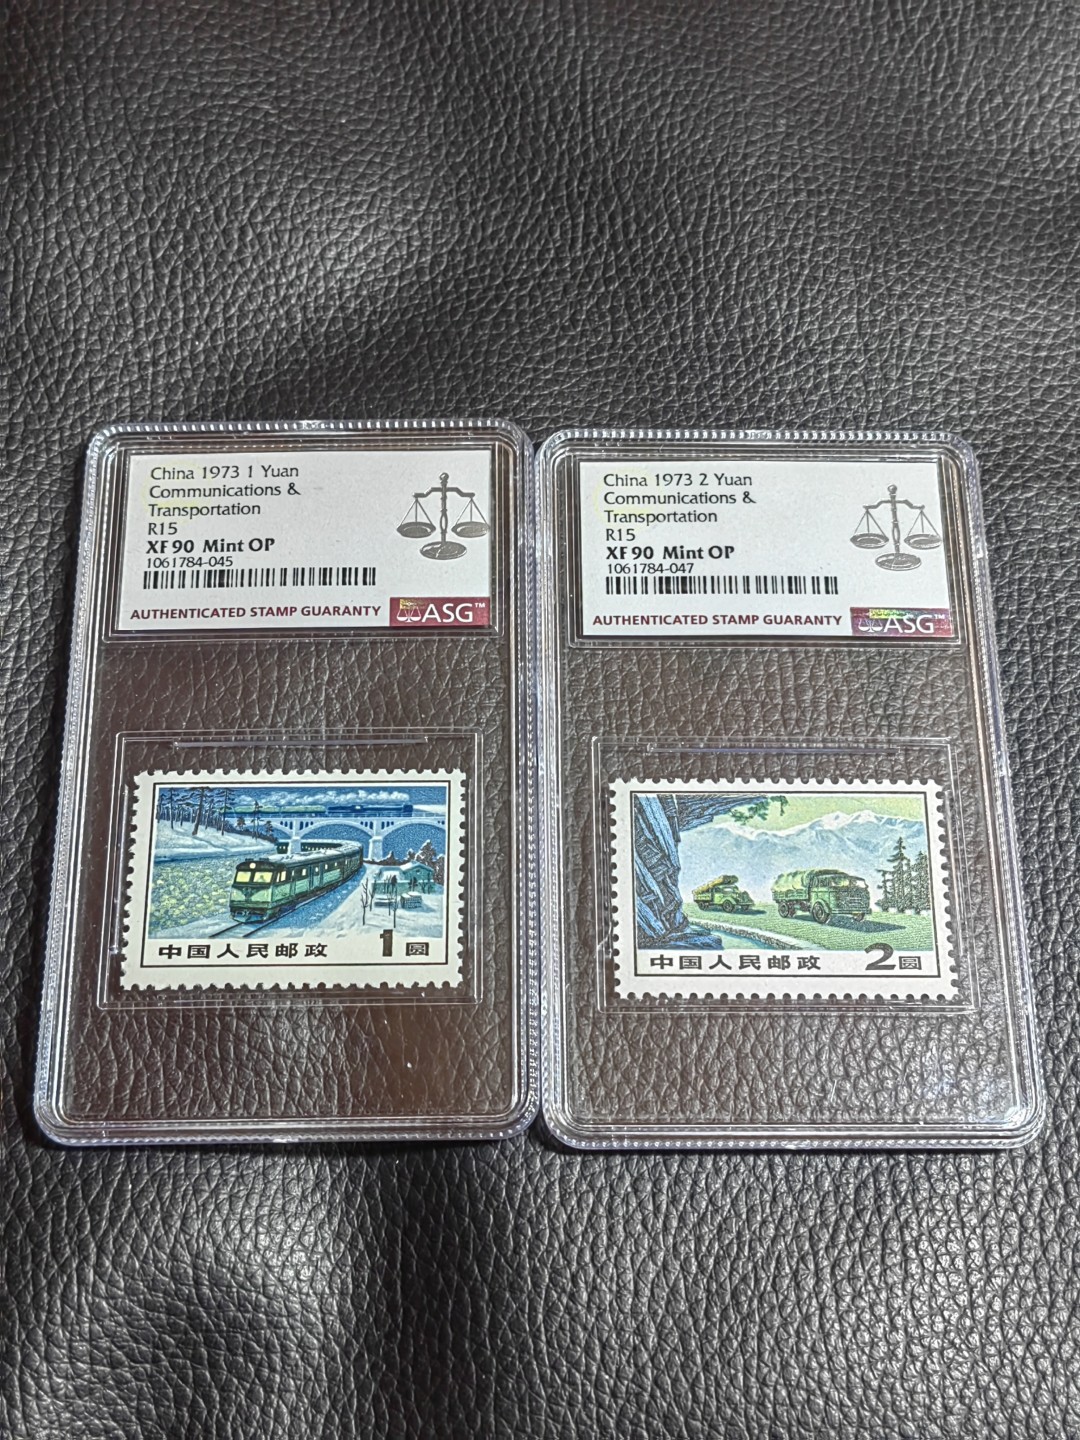 China 1973 1 Yuan
Communications &
Transportation
R15
XF 90 Mint OP
1061784-045
AUTHENTICATED STAMP GUARANTY ASG™
中国人民邮政 1圆
China 1973 2 Yuan
Communications &
Transportation
R15
XF 90 Mint OP
1061784-047
AUTHENTICATED STAMP GUARANTY ASG™
中国人民邮政 2圆